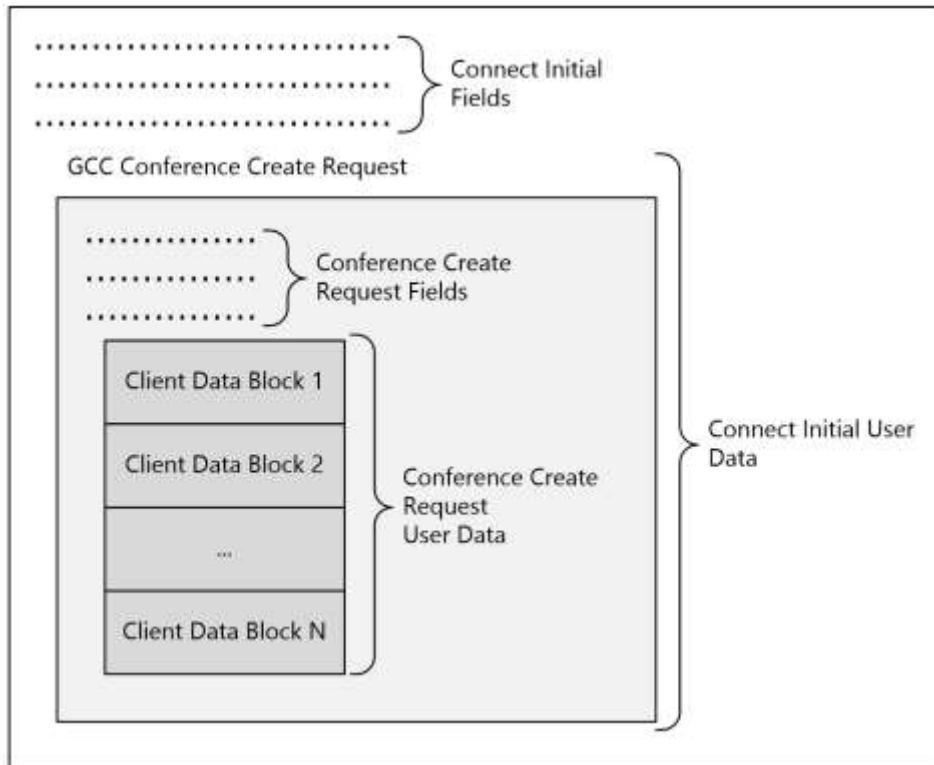 Connect Initial
Fields
GCC Conference Create Request
Conference Create
Request Fields
Client Data Block 1
Client Data Block 2
...
Client Data Block N
Conference Create
Request
User Data
Connect Initial User
Data